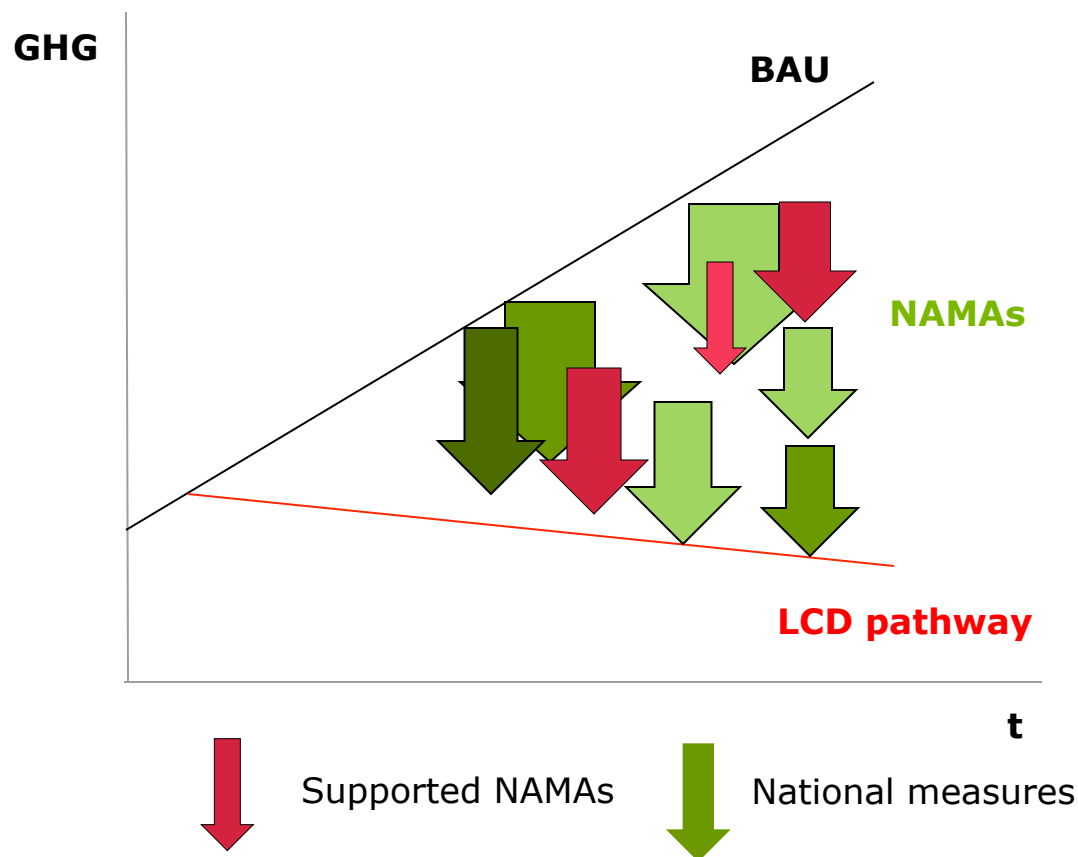 GHG
BAU
NAMAs
LCD pathway
t
Supported NAMAs
National measures